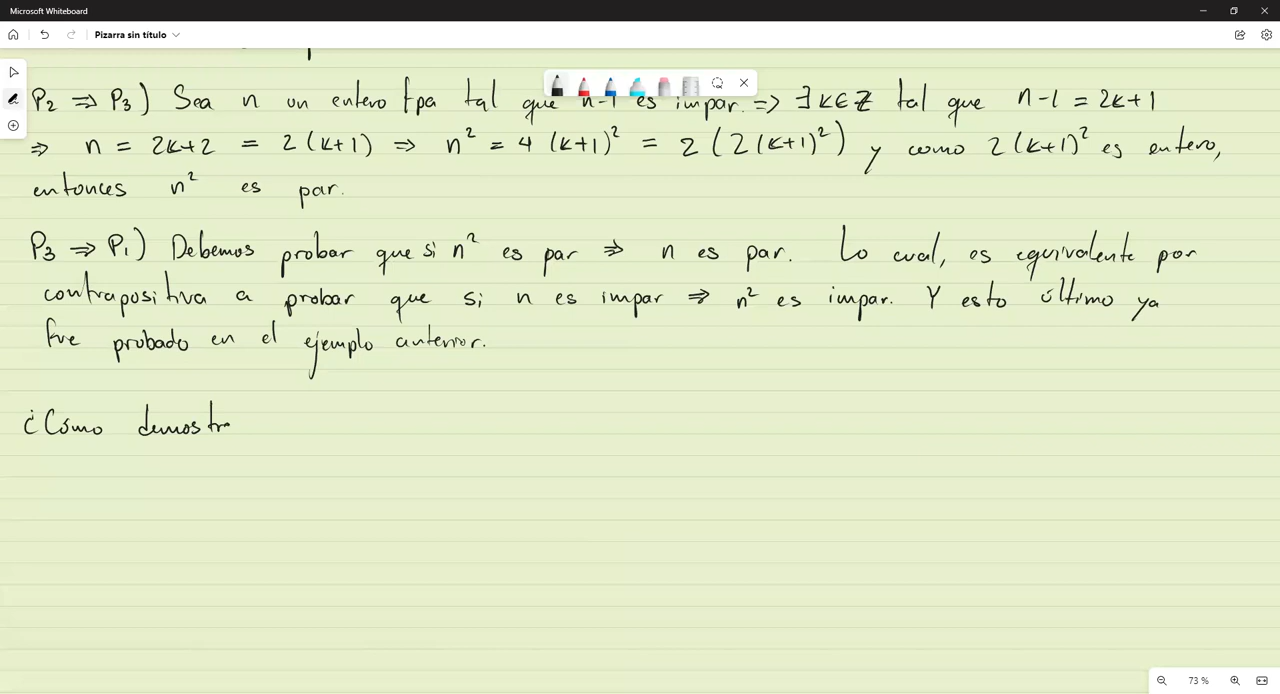 Microsoft Whiteboard
Pizarra sin título
P₂ ⇒ P₃) Sea n un entero tpa tal que n-1 es impar. ⇒ ∃ k∈ℤ tal que n-1 = 2k+1
⇒ n = 2k+2 = 2(k+1) ⇒ n² = 4(k+1)² = 2(2(k+1)²) y como 2(k+1)² es entero,
entonces n² es par.
P₃ ⇒ P₁) Debemos probar que si n² es par ⇒ n es par. Lo cual, es equivalente por
contrapositiva a probar que si n es impar ⇒ n² es impar. Y esto último ya
fue probado en el ejemplo anterior.
¿Cómo demostra
73 %